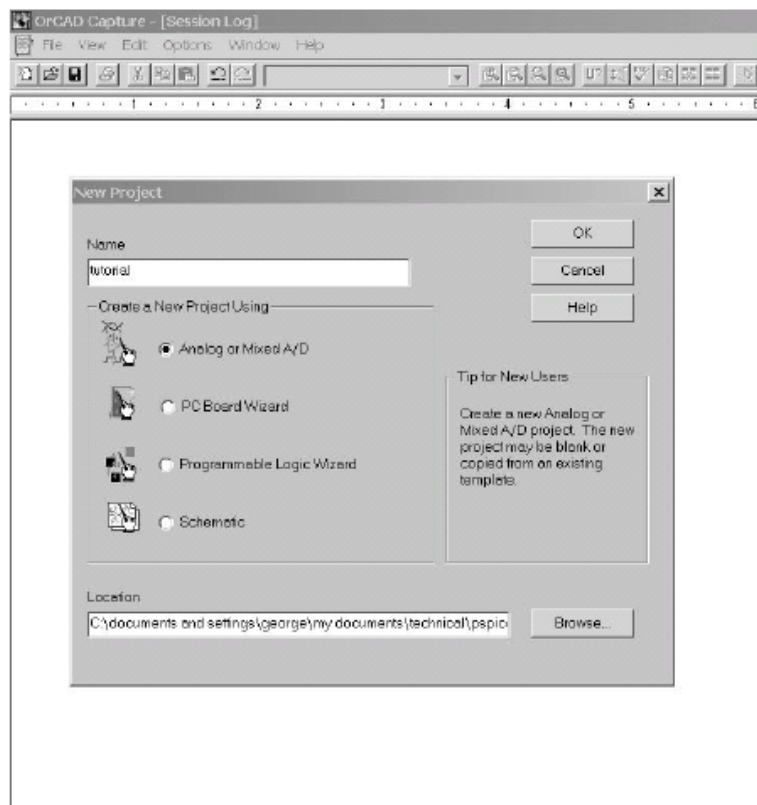 OrCAD Capture - [Session Log]
File View Edit Options Window Help
U?
1 2 3 4 5 6
New Project
Name
tutorial
OK
Cancel
Help
Create a New Project Using
Analog or Mixed A/D
PC Board Wizard
Programmable Logic Wizard
Schematic
Tip for New Users
Create a new Analog or
Mixed A/D project. The new
project may be blank or
copied from an existing
template.
Location
C:\documents and settings\george\my documents\technical\pspic
Browse...